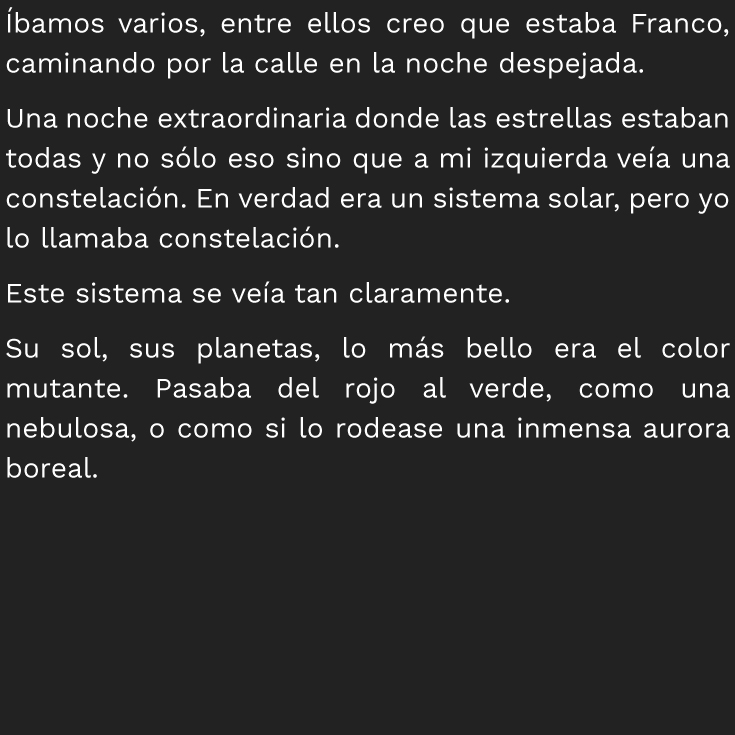 Íbamos varios, entre ellos creo que estaba Franco,
caminando por la calle en la noche despejada.
Una noche extraordinaria donde las estrellas estaban
todas y no sólo eso sino que a mi izquierda veía una
constelación. En verdad era un sistema solar, pero yo
lo llamaba constelación.
Este sistema se veía tan claramente.
Su sol, sus planetas, lo más bello era el color
mutante. Pasaba del rojo al verde, como una
nebulosa, o como si lo rodease una inmensa aurora
boreal.